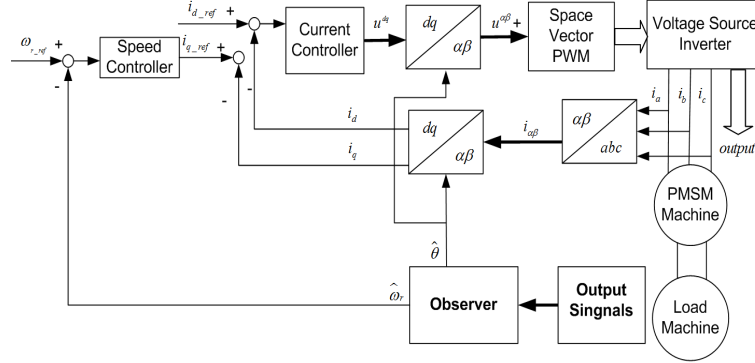 i_d_ref +
ω_r_ref +
-
Speed
Controller
i_q_ref +
-
-
Current
Controller
u^dq
dq
αβ
u^αβ +
Space
Vector
PWM
Voltage Source
Inverter
i_a
i_b
i_c
output
i_d
i_q
dq
αβ
i_αβ
αβ
abc
PMSM
Machine
θ̂
ω̂_r
Observer
Output
Singnals
Load
Machine